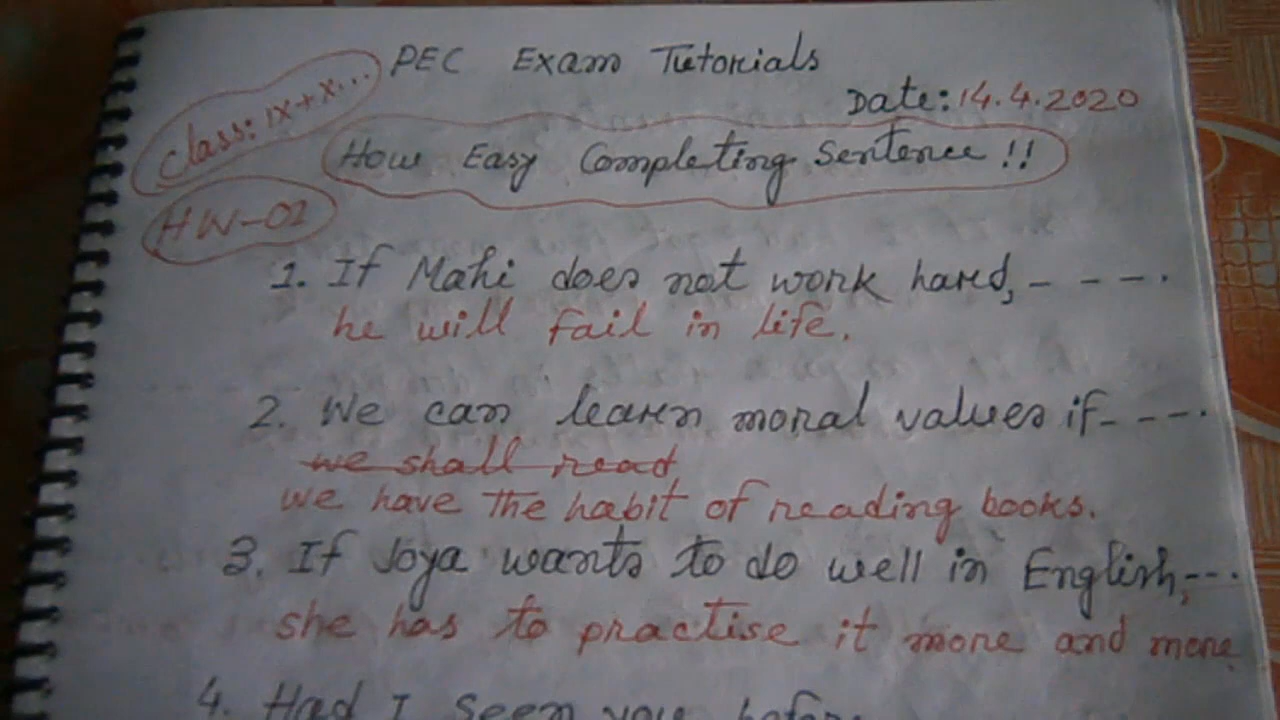 PEC Exam Tutorials
Class: IX + X...
Date: 14.4.2020
How Easy Completing Sentence !!
HW-01
1. If Mahi does not work hard, - - - -.
he will fail in life.
2. We can learn moral values if - - - -.
we shall read
we have the habit of reading books.
3. If Joya wants to do well in English, ---.
she has to practise it more and more
4. Had I seen you before